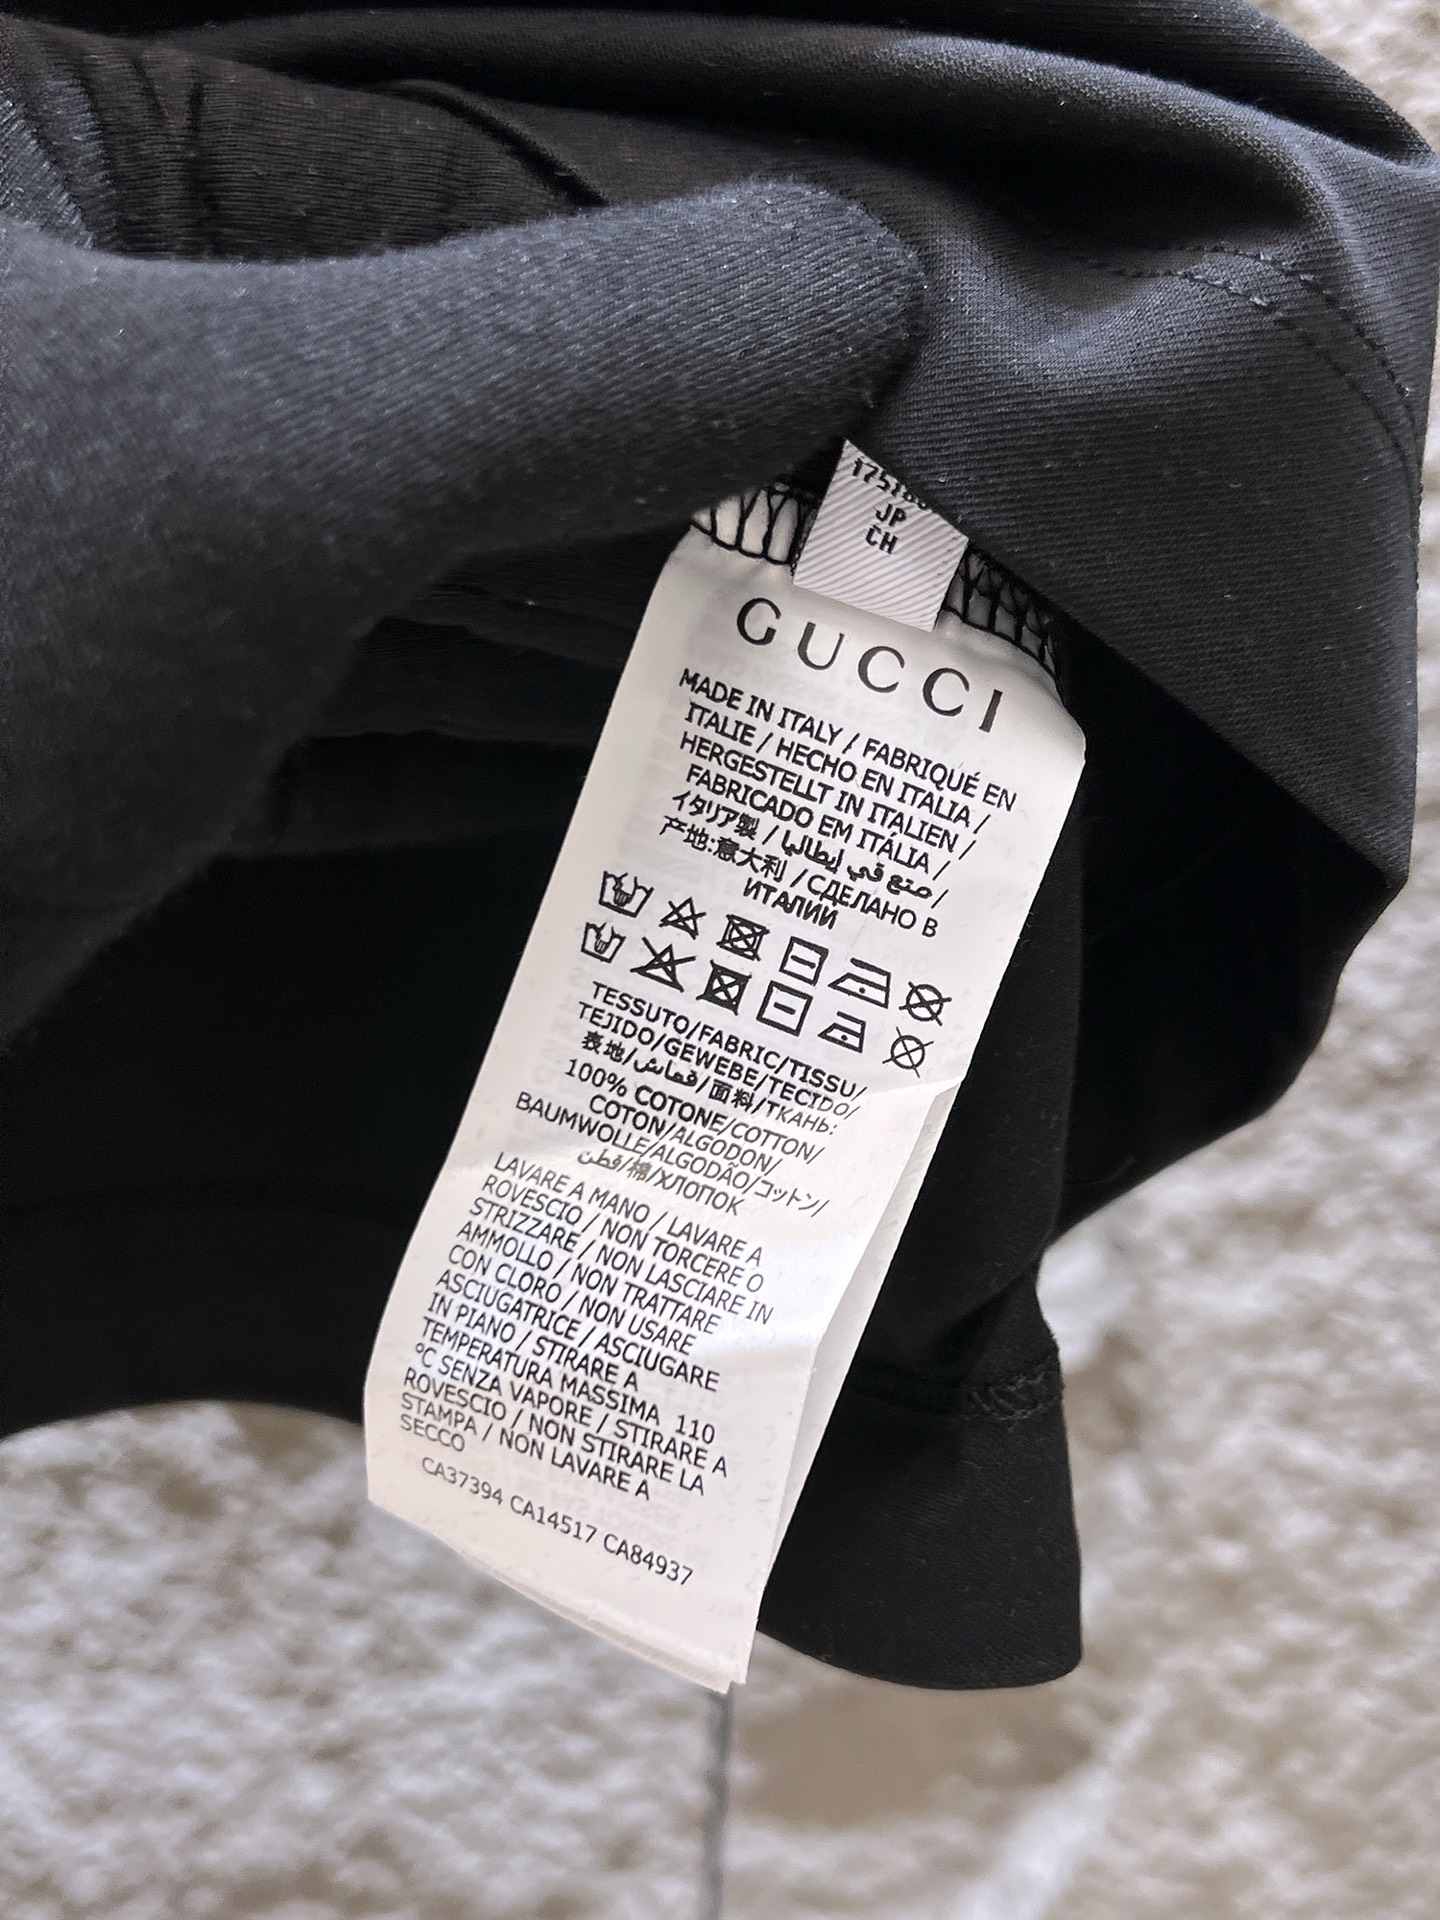 JP
CH
GUCCI
MADE IN ITALY / FABRIQUÉ EN
ITALIE / HECHO EN ITALIA /
HERGESTELLT IN ITALIEN /
FABRICADO EM ITÁLIA /
イタリア製 / صنع في إيطاليا /
产地:意大利 / СДЕЛАНО В
ИТАЛИИ
TESSUTO/FABRIC/TISSU/
TEJIDO/GEWEBE/TECIDO/
表地/قماش/面料/ТКАНЬ:
100% COTONE/COTTON/
COTON/ALGODON/
BAUMWOLLE/ALGODÃO/コットン/
قطن/棉/ХЛОПОК
LAVARE A MANO / LAVARE A
ROVESCIO / NON TORCERE O
STRIZZARE / NON LASCIARE IN
AMMOLLO / NON TRATTARE
CON CLORO / NON USARE
ASCIUGATRICE / ASCIUGARE
IN PIANO / STIRARE A
TEMPERATURA MASSIMA 110
°C SENZA VAPORE / STIRARE A
ROVESCIO / NON STIRARE LA
STAMPA / NON LAVARE A
SECCO
CA37394 CA14517 CA84937